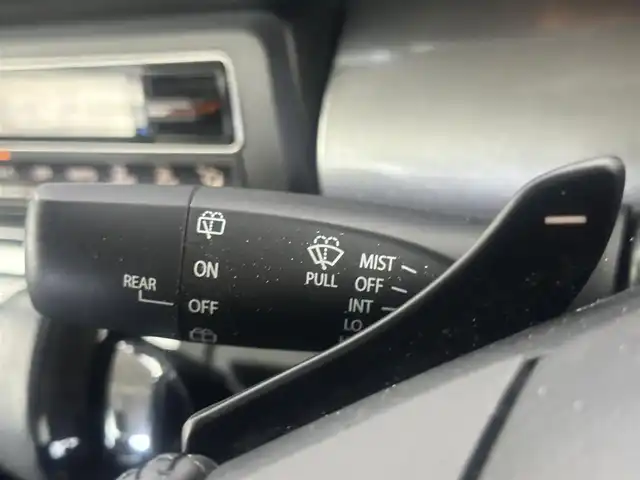 ON
REAR
OFF
PULL
MIST
OFF
INT
LO